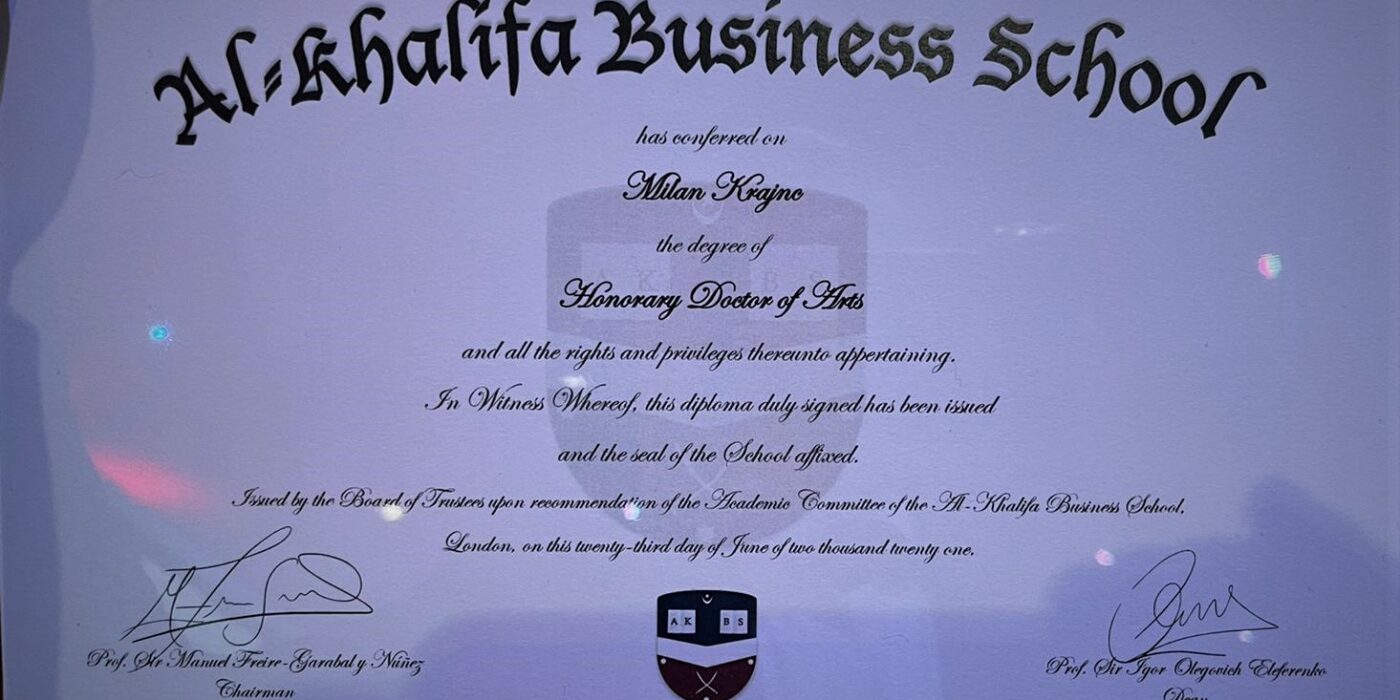 Al-Khalifa Business School
has conferred on
Milan Krajnc
the degree of
Honorary Doctor of Arts
and all the rights and privileges thereunto appertaining.
In Witness Whereof, this diploma duly signed has been issued
and the seal of the School affixed.
Issued by the Board of Trustees upon recommendation of the Academic Committee of the Al-Khalifa Business School,
London, on this twenty-third day of June of two thousand twenty one.
A K B S
Prof. Sir Manuel Freire-Garabal y Núñez
Chairman
Prof. Sir Igor Olegovich Eleferenko
Dean